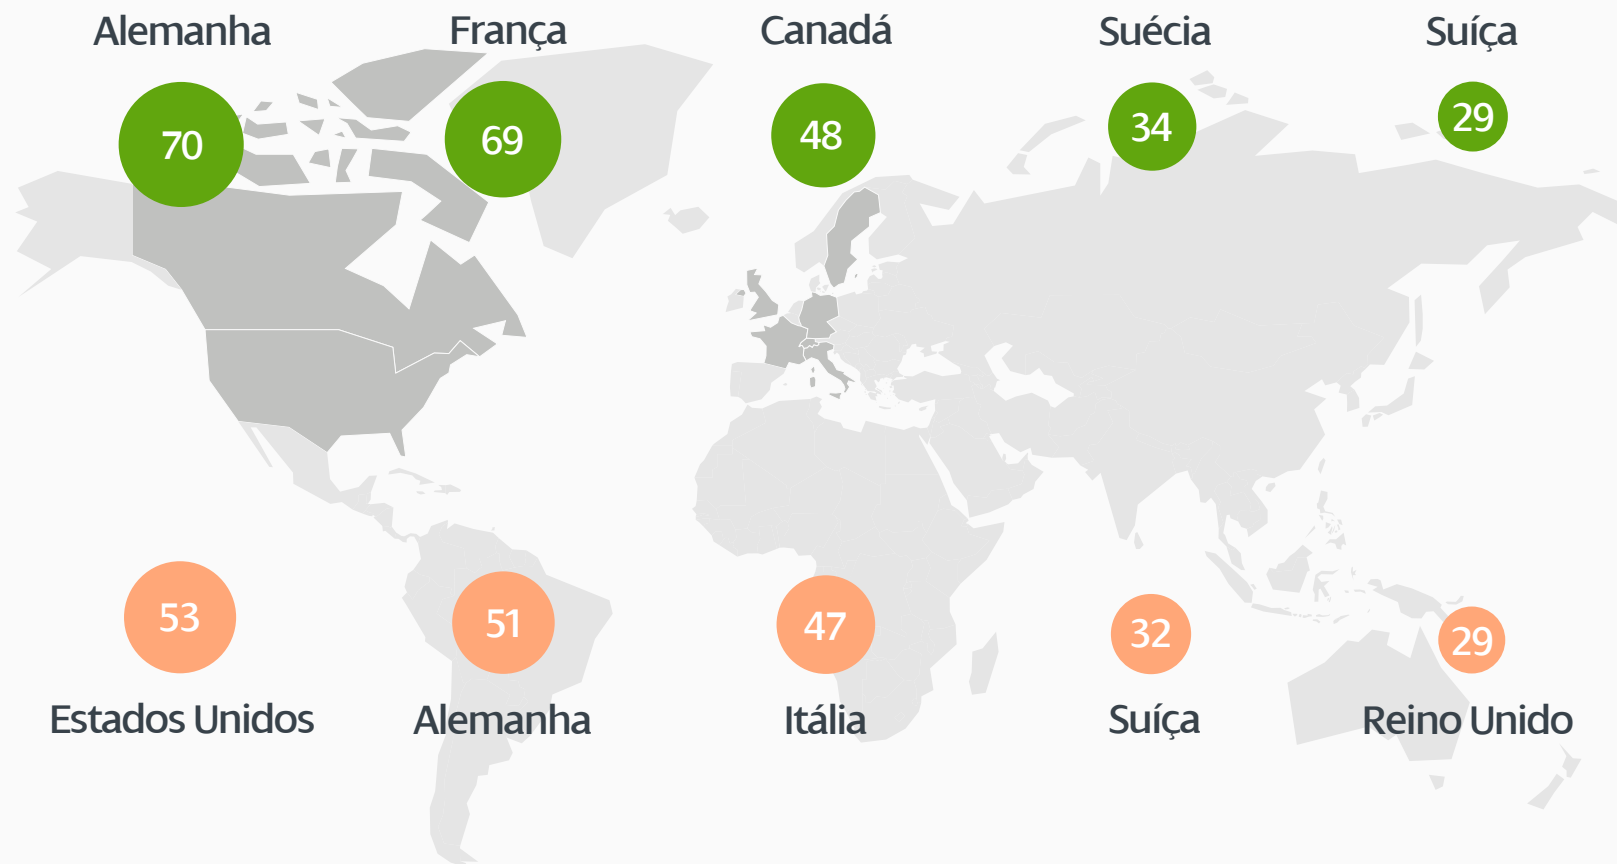 Alemanha França Canadá Suécia Suíça
70 69 48 34 29
53 51 47 32 29
Estados Unidos Alemanha Itália Suíça Reino Unido